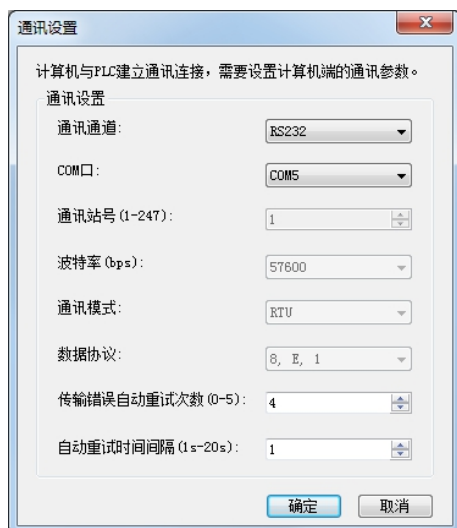 通讯设置
计算机与PLC建立通讯连接，需要设置计算机端的通讯参数。
通讯设置
通讯通道: RS232
COM口: COM5
通讯站号(1-247): 1
波特率(bps): 57600
通讯模式: RTU
数据协议: 8, E, 1
传输错误自动重试次数(0-5): 4
自动重试时间间隔(1s-20s): 1
确定 取消